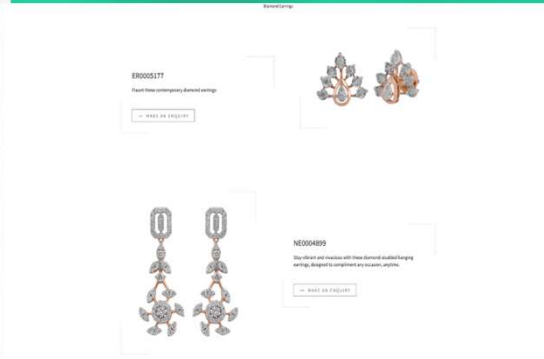 Diamond Earrings
ER0005177
Flaunt these contemporary diamond earrings
MAKE AN ENQUIRY
NE0004899
Stay vibrant and vivacious with these diamond-studded hanging
earrings, designed to compliment any occasion, anytime.
MAKE AN ENQUIRY